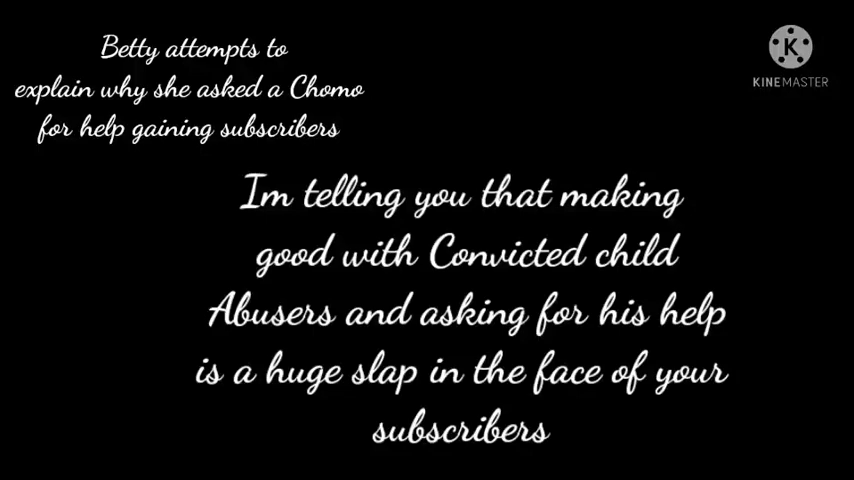 Betty attempts to
explain why she asked a Chomo
for help gaining subscribers
K
KINEMASTER
Im telling you that making
good with Convicted child
Abusers and asking for his help
is a huge slap in the face of your
subscribers